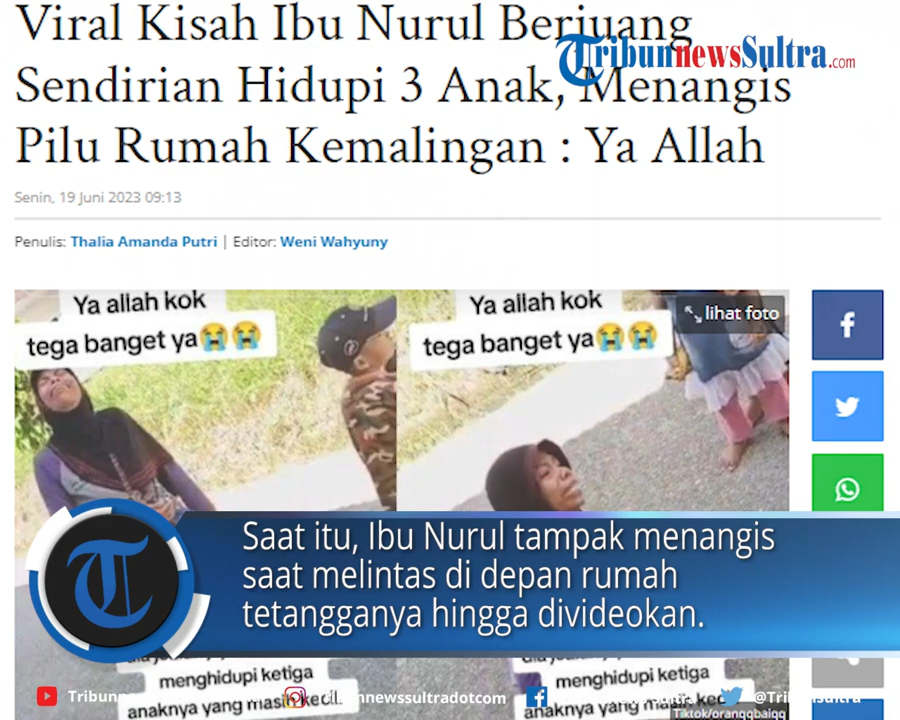 Viral Kisah Ibu Nurul Berjuang
TribunnewsSultra.com
Sendirian Hidupi 3 Anak, Menangis
Pilu Rumah Kemalingan : Ya Allah
Senin, 19 Juni 2023 09:13
Penulis: Thalia Amanda Putri | Editor: Weni Wahyuny
Ya allah kok
tega banget ya😭😭
Ya allah kok
tega banget ya😭😭
lihat foto
Saat itu, Ibu Nurul tampak menangis
saat melintas di depan rumah
tetangganya hingga divideokan.
menghidupi ketiga
anaknya yang masih kecil
menghidupi ketiga
anaknya yang masih
Tiktok/oranggbaiqq